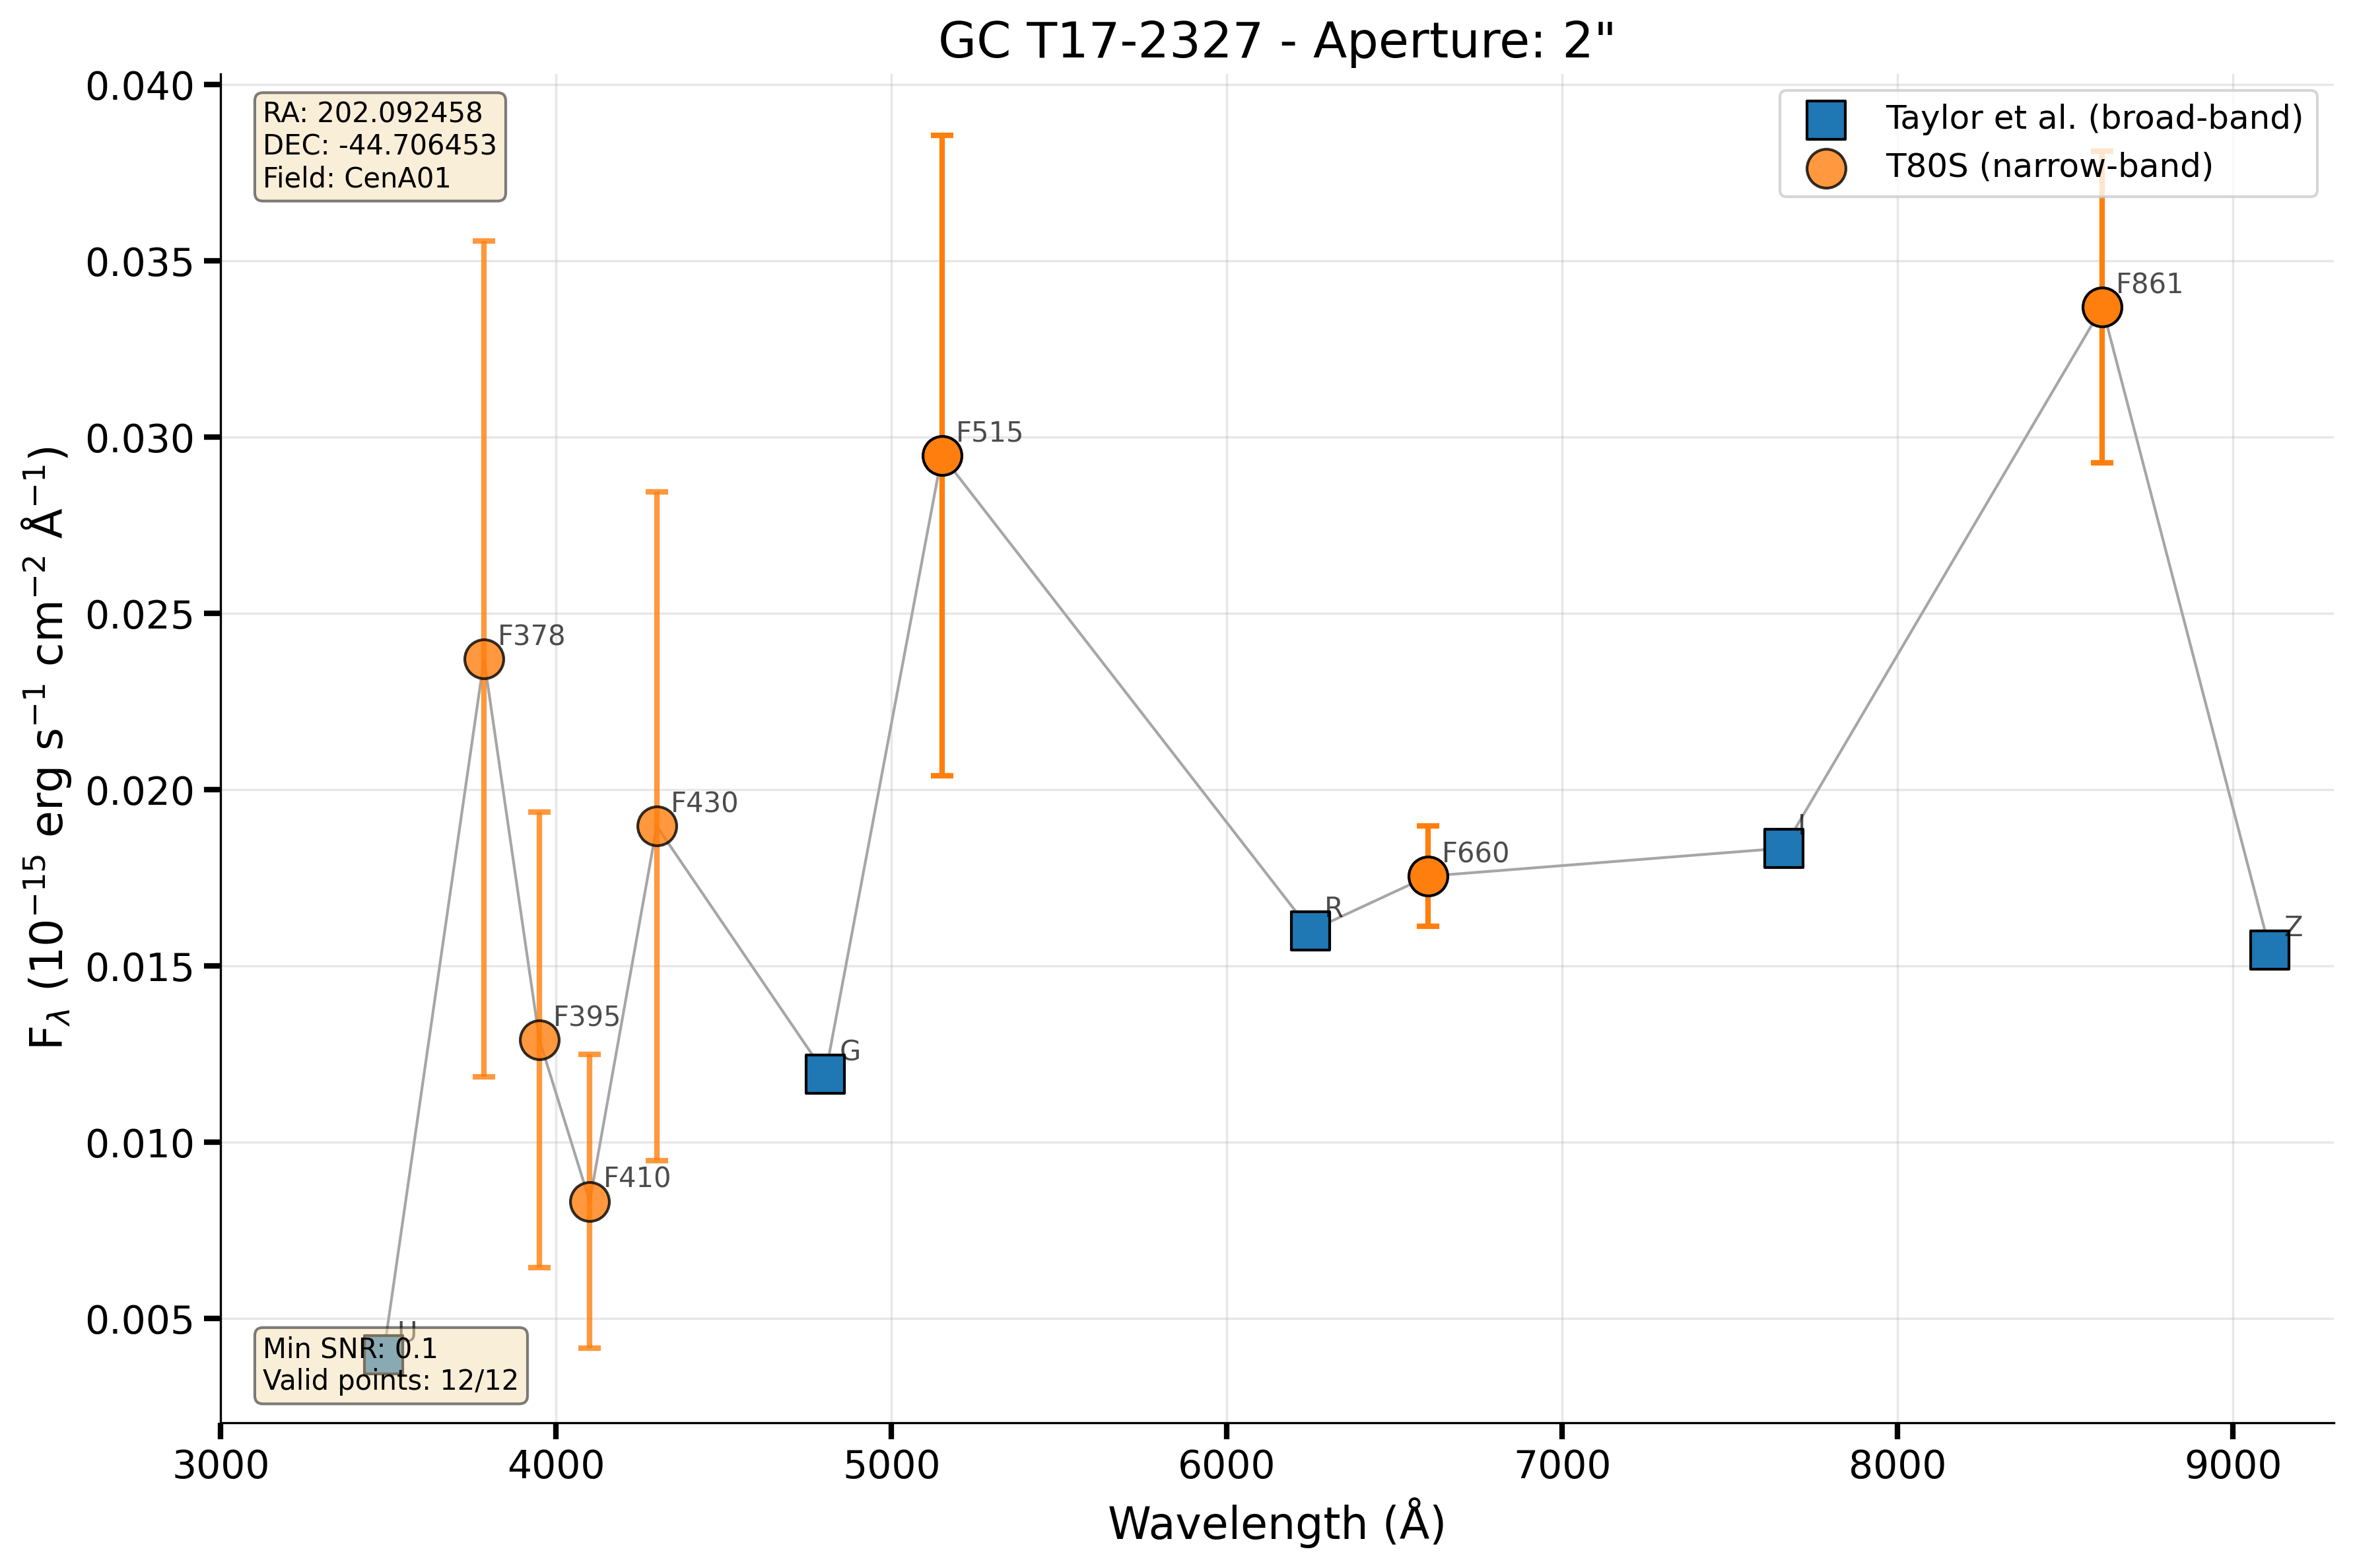 GC T17-2327 - Aperture: 2"
RA: 202.092458
DEC: -44.706453
Field: CenA01
Taylor et al. (broad-band)
T80S (narrow-band)
0.040
0.035
0.030
0.025
0.020
0.015
0.010
0.005
F_λ (10⁻¹⁵ erg s⁻¹ cm⁻² Å⁻¹)
U
F378
F395
F410
F430
G
F515
R
F660
I
F861
Z
Min SNR: 0.1
Valid points: 12/12
3000
4000
5000
6000
7000
8000
9000
Wavelength (Å)